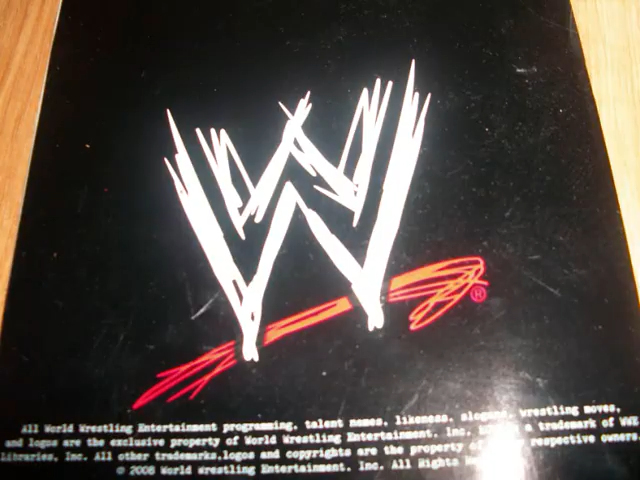 W
®
All World Wrestling Entertainment programming, talent names, likeness, slogans, wrestling moves,
and logos are the exclusive property of World Wrestling Entertainment, Inc. a trademark of WWE
Libraries, Inc. All other trademarks,logos and copyrights are the property of respective owners
© 2008 World Wrestling Entertainment, Inc. All Rights